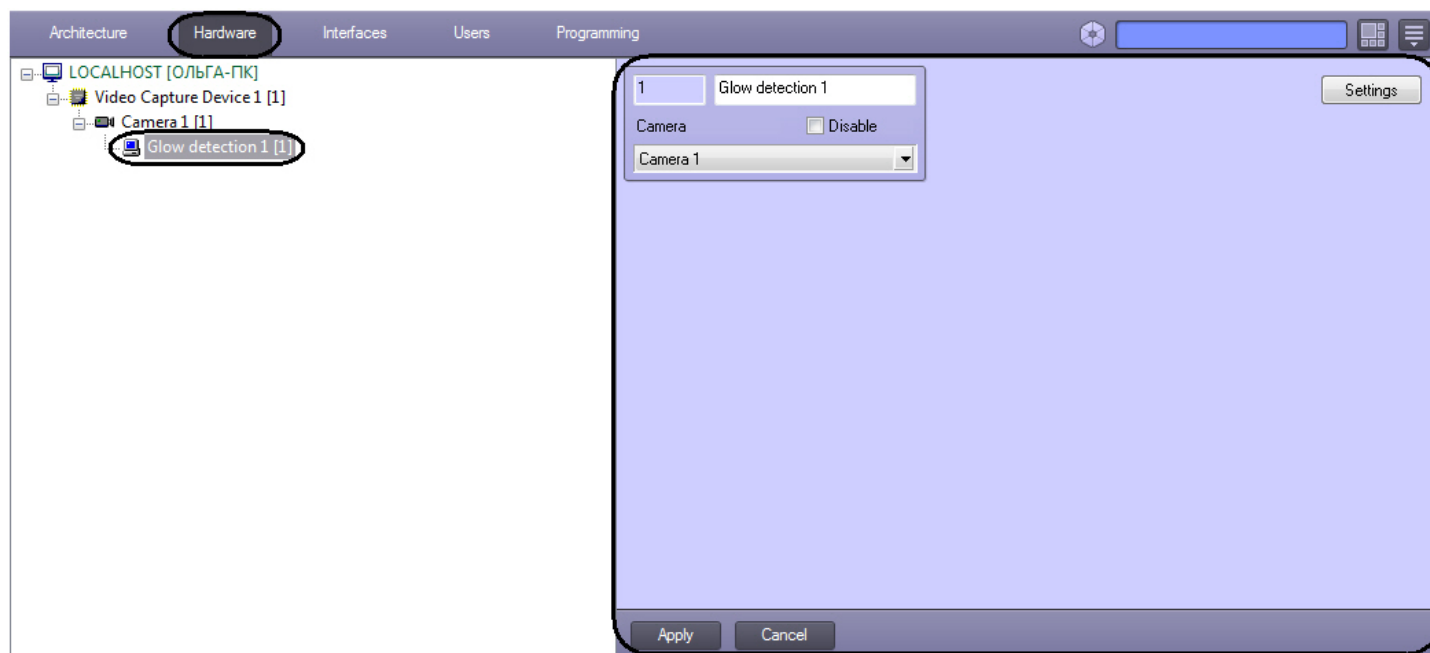 Architecture Hardware Interfaces Users Programming
LOCALHOST [ОЛЬГА-ПК]
Video Capture Device 1 [1]
Camera 1 [1]
Glow detection 1 [1]
1 Glow detection 1
Settings
Camera Disable
Camera 1
Apply Cancel